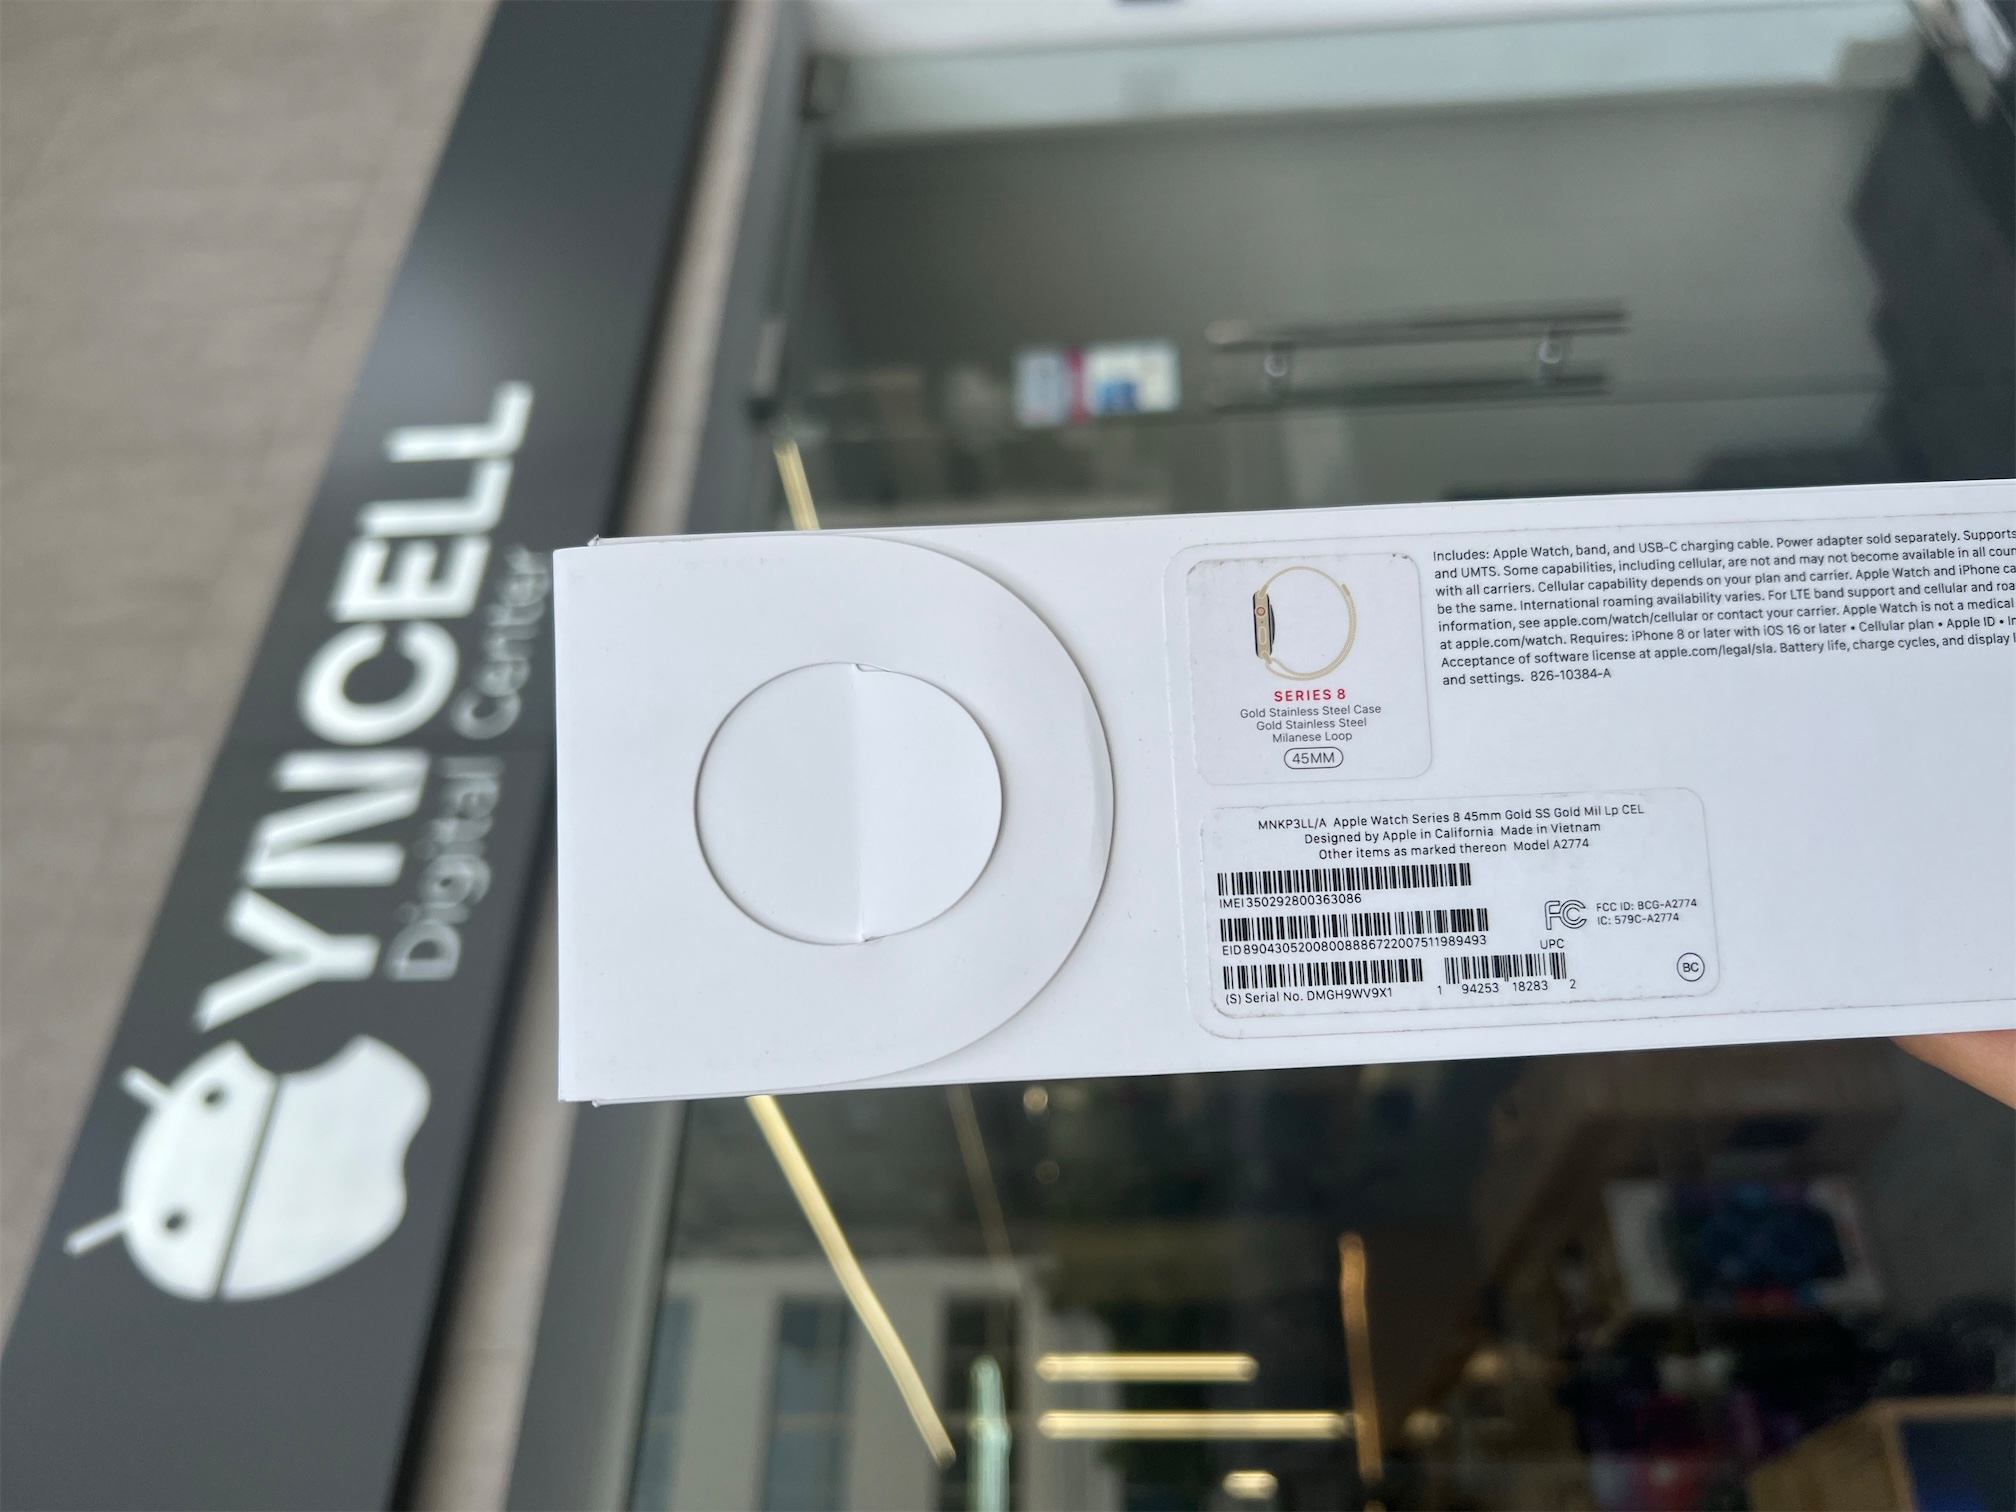 YNICELL
Digital Center
Includes: Apple Watch, band, and USB-C charging cable. Power adapter sold separately. Supports
and UMTS. Some capabilities, including cellular, are not and may not become available in all coun
with all carriers. Cellular capability depends on your plan and carrier. Apple Watch and iPhone ca
be the same. International roaming availability varies. For LTE band support and cellular and roa
information, see apple.com/watch/cellular or contact your carrier. Apple Watch is not a medical
at apple.com/watch. Requires: iPhone 8 or later with iOS 16 or later • Cellular plan • Apple ID • In
Acceptance of software license at apple.com/legal/sla. Battery life, charge cycles, and display
and settings. 826-10384-A
SERIES 8
Gold Stainless Steel Case
Gold Stainless Steel
Milanese Loop
45MM
MNKP3LL/A Apple Watch Series 8 45mm Gold SS Gold Mil Lp CEL
Designed by Apple in California Made in Vietnam
Other items as marked thereon Model A2774
IMEI 350292800363086
FC
FCC ID: BCG-A2774
IC: 579C-A2774
EID 89043052008008886722007511989493
UPC
(S) Serial No. DMGH9WV9X1
1 94253 18283 2
BC